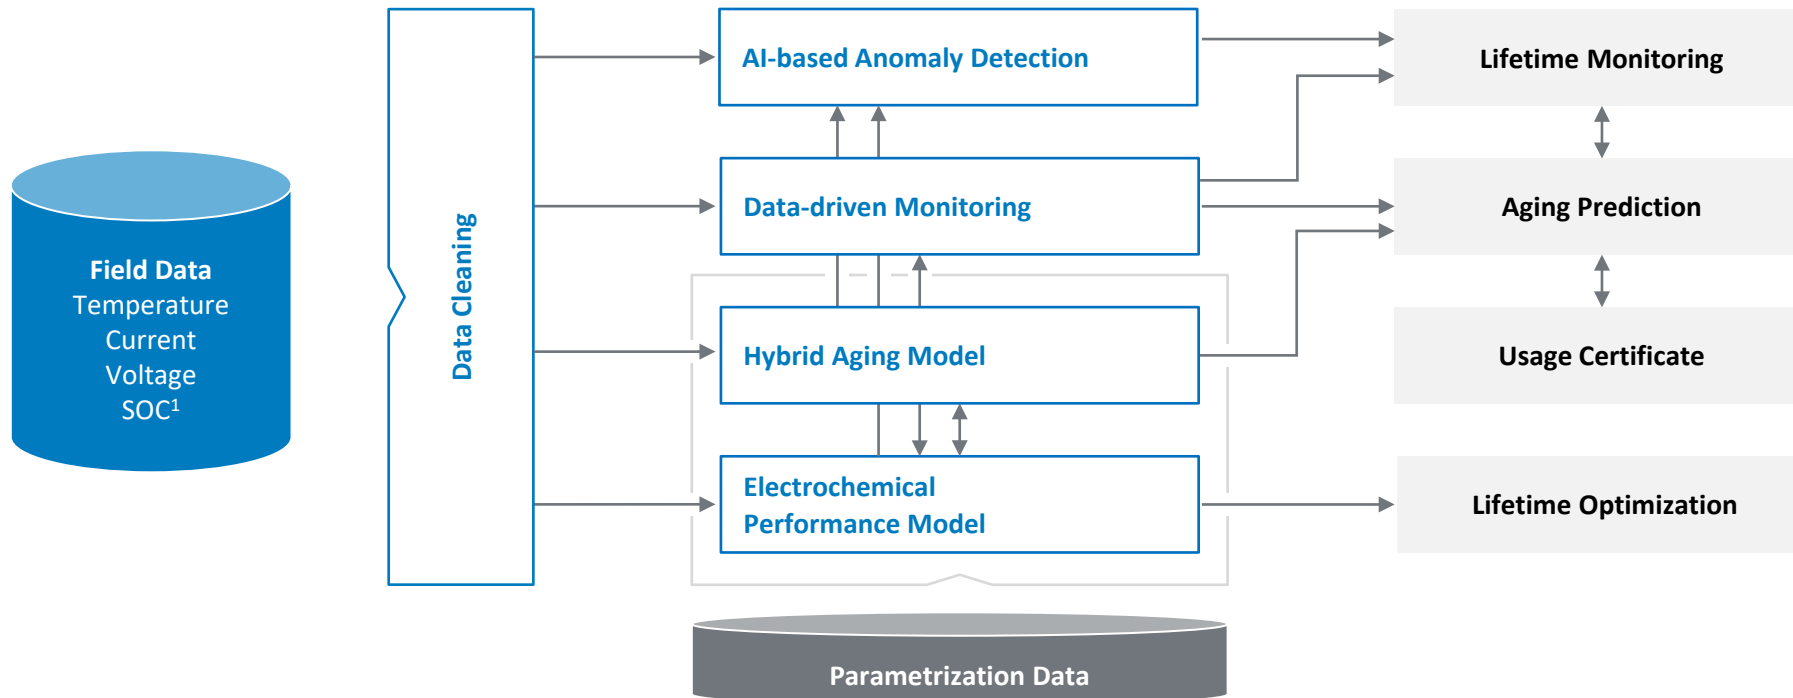 Field Data
Temperature
Current
Voltage
SOC¹
Data Cleaning
AI-based Anomaly Detection
Data-driven Monitoring
Hybrid Aging Model
Electrochemical
Performance Model
Lifetime Monitoring
Aging Prediction
Usage Certificate
Lifetime Optimization
Parametrization Data